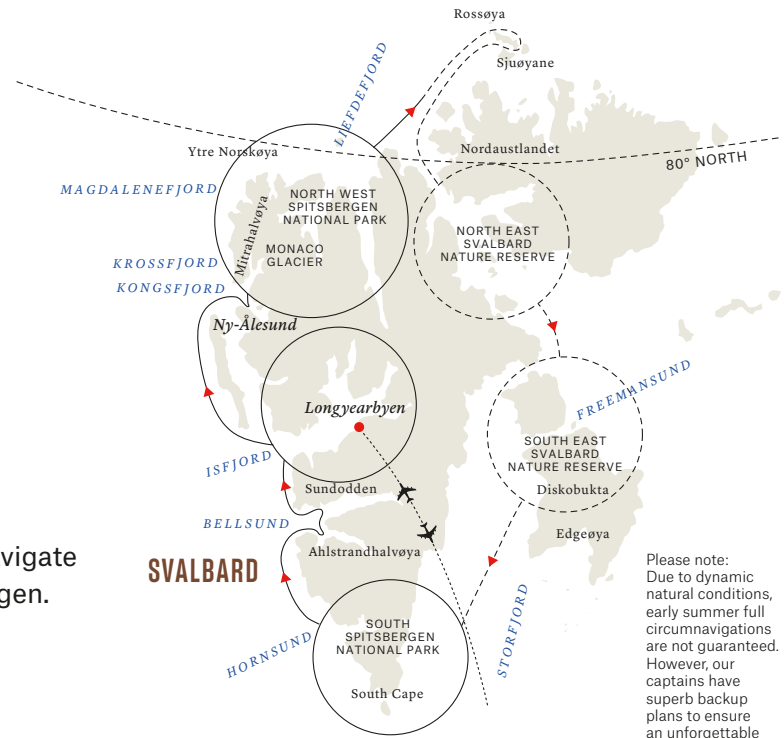 Rossøya
Sjuøyane
LIEFDEFJORD
Ytre Norskøya
Nordaustlandet
80° NORTH
MAGDALENEFJORD
NORTH WEST
SPITSBERGEN
NATIONAL PARK
Mitrahalvøya
MONACO
GLACIER
NORTH EAST
SVALBARD
NATURE RESERVE
KROSSFJORD
KONGSFJORD
Ny-Ålesund
Longyearbyen
FREEMANSUND
SOUTH EAST
SVALBARD
NATURE RESERVE
Diskobukta
ISFJORD
Sundodden
BELLSUND
Edgeøya
Ahlstrandhalvøya
vigate
gen.
SVALBARD
HORNSUND
SOUTH
SPITSBERGEN
NATIONAL PARK
South Cape
STORFJORD
Please note:
Due to dynamic
natural conditions,
early summer full
circumnavigations
are not guaranteed.
However, our
captains have
superb backup
plans to ensure
an unforgettable